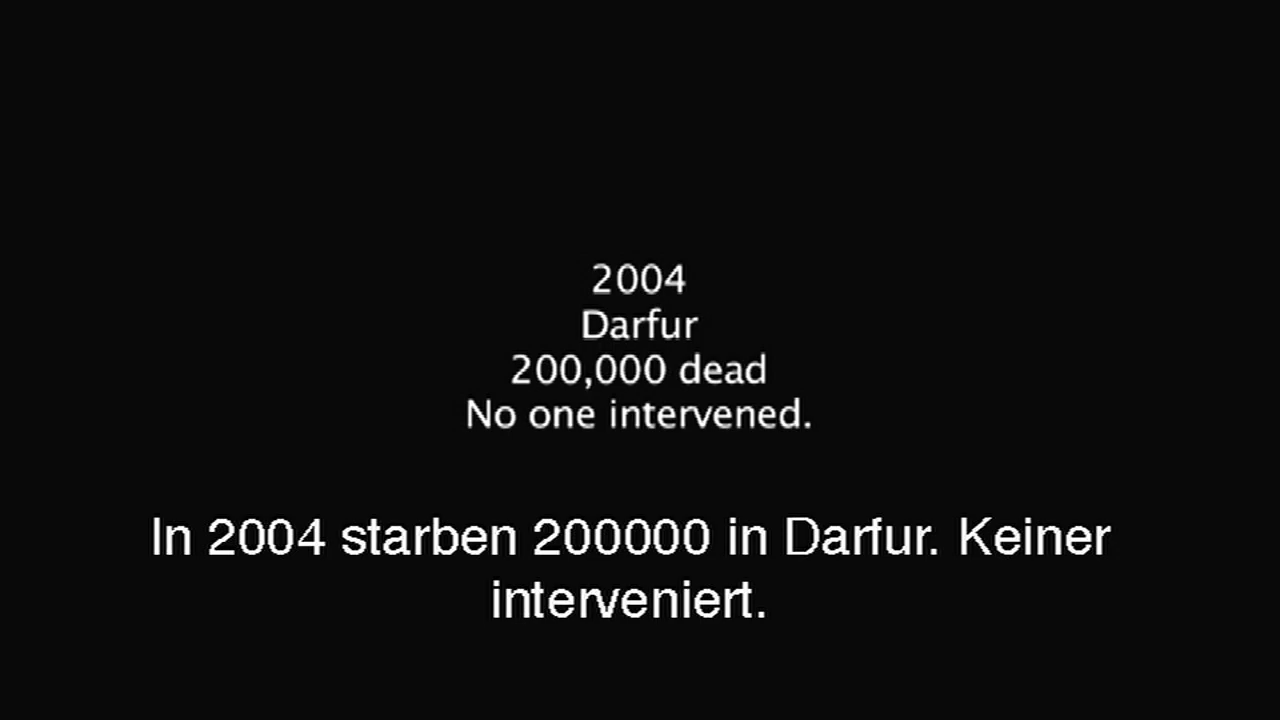 2004
Darfur
200,000 dead
No one intervened.
In 2004 starben 200000 in Darfur. Keiner
interveniert.